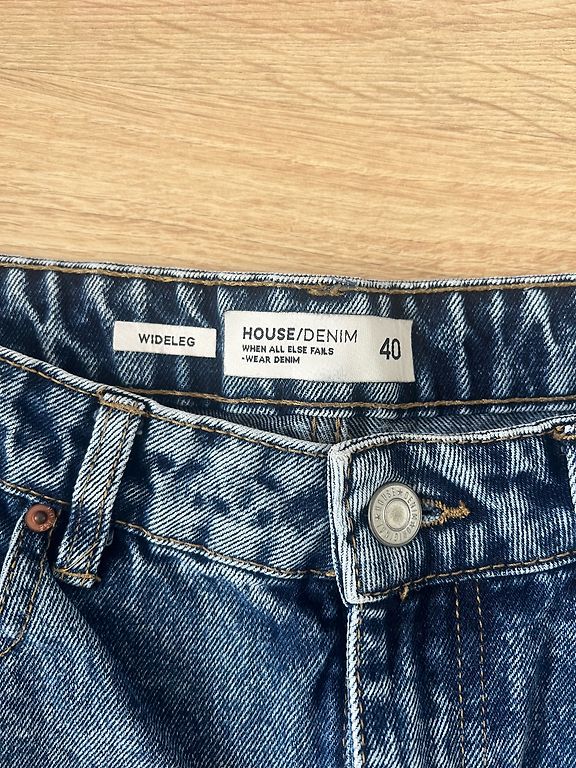 WIDELEG
HOUSE/DENIM
WHEN ALL ELSE FAILS
-WEAR DENIM
40